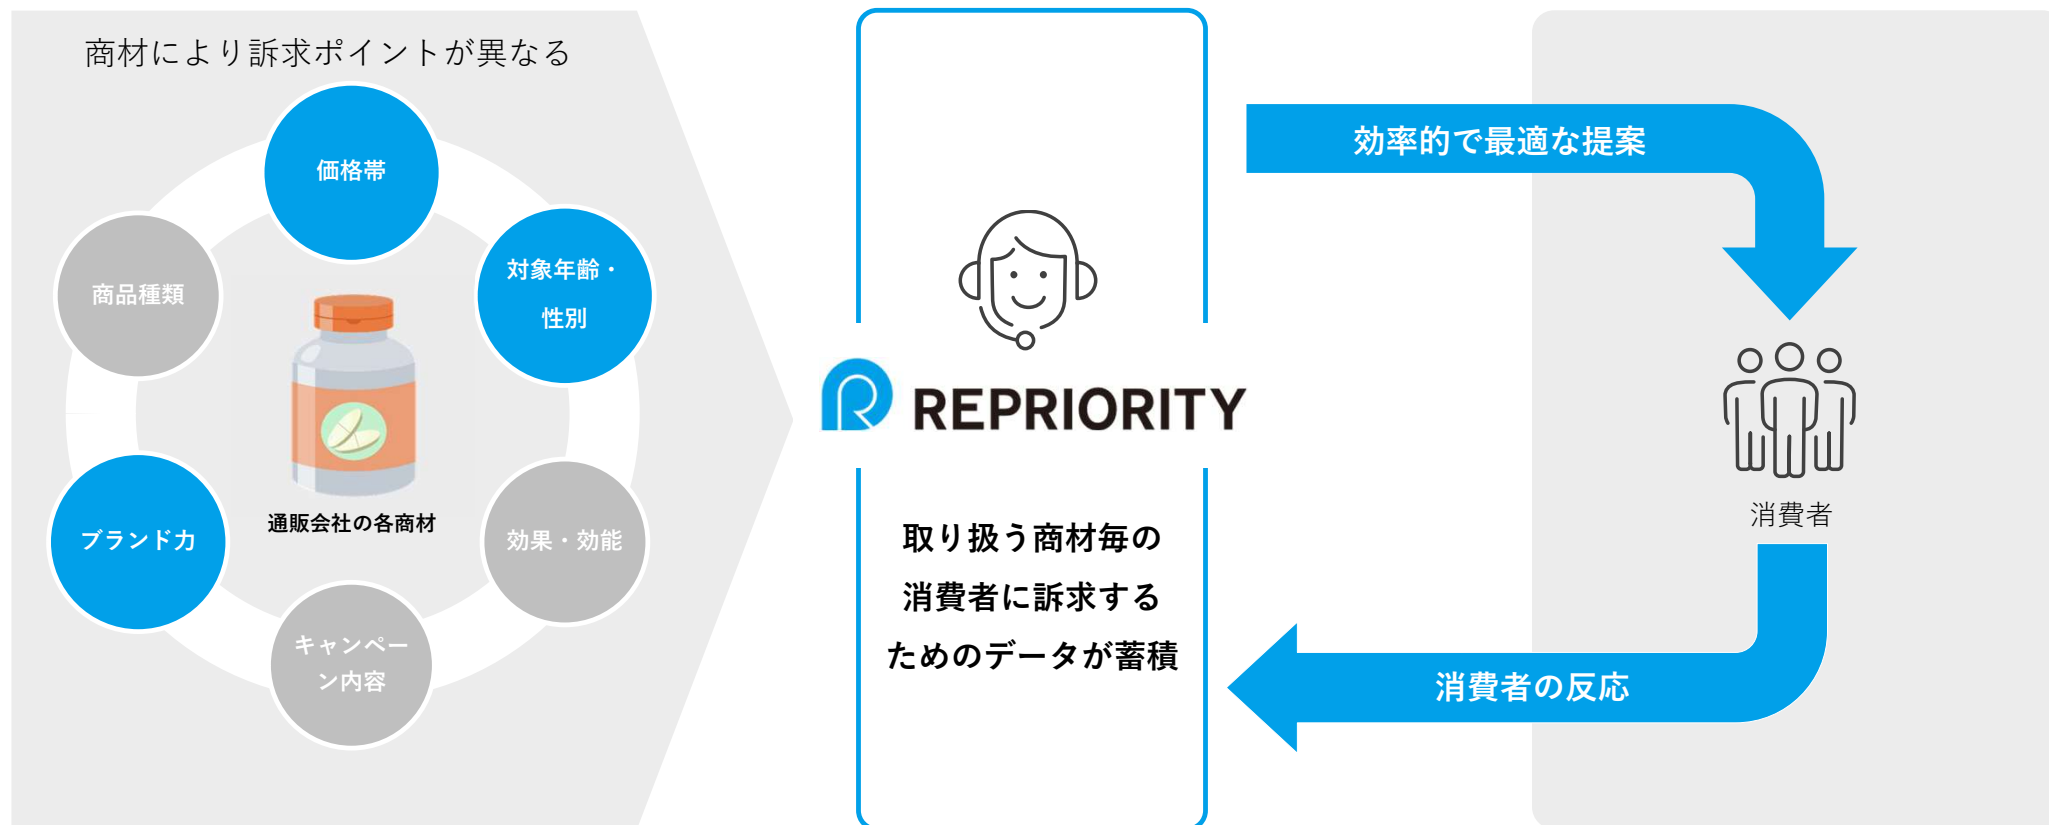 商材により訴求ポイントが異なる
価格帯
対象年齢・
性別
商品種類
通販会社の各商材
ブランド力
効果・効能
キャンペー
ン内容
REPRIORITY
取り扱う商材毎の
消費者に訴求する
ためのデータが蓄積
効率的で最適な提案
消費者
消費者の反応